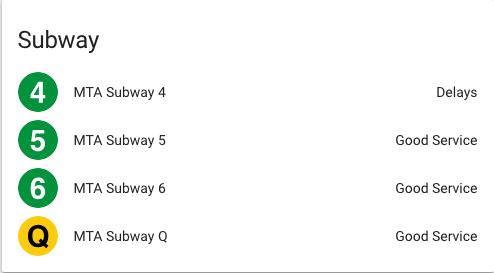 Subway
4 MTA Subway 4 Delays
5 MTA Subway 5 Good Service
6 MTA Subway 6 Good Service
Q MTA Subway Q Good Service